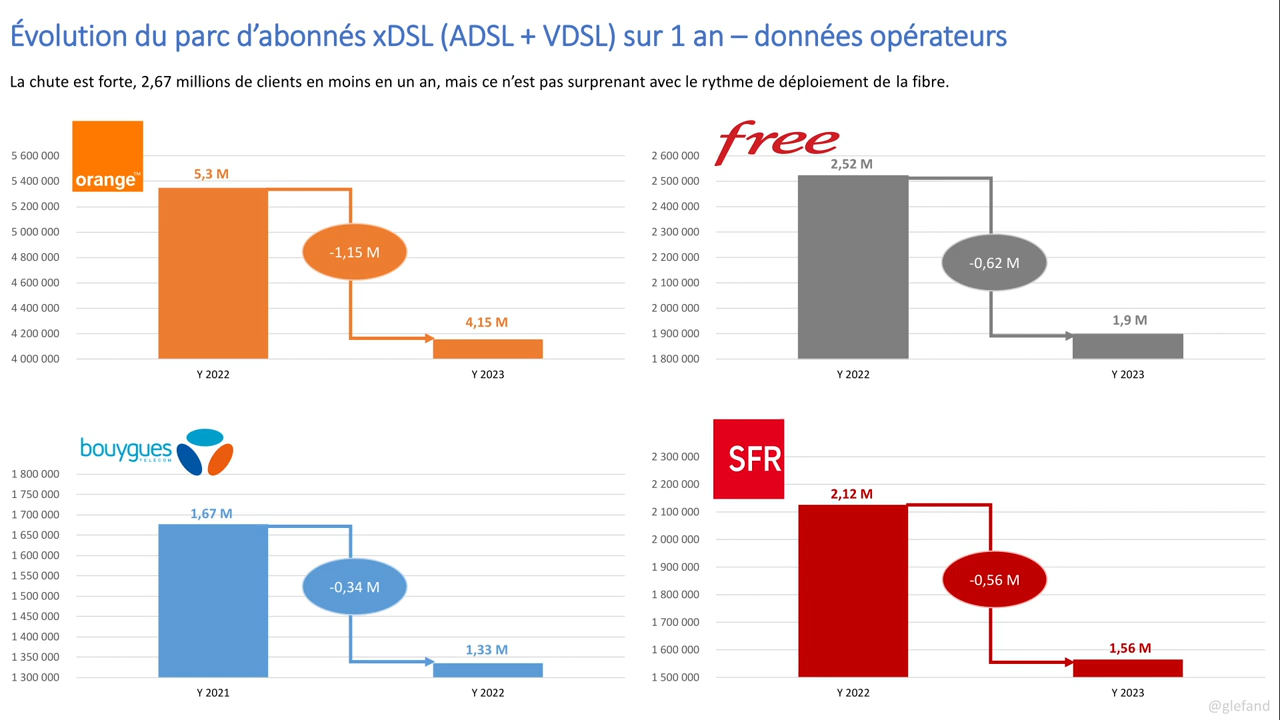 Évolution du parc d'abonnés xDSL (ADSL + VDSL) sur 1 an – données opérateurs
La chute est forte, 2,67 millions de clients en moins en un an, mais ce n'est pas surprenant avec le rythme de déploiement de la fibre.
orange™
5 600 000
5 400 000
5 200 000
5 000 000
4 800 000
4 600 000
4 400 000
4 200 000
4 000 000
5,3 M
-1,15 M
4,15 M
Y 2022
Y 2023
free
2 600 000
2 500 000
2 400 000
2 300 000
2 200 000
2 100 000
2 000 000
1 900 000
1 800 000
2,52 M
-0,62 M
1,9 M
Y 2022
Y 2023
bouygues
TELECOM
1 800 000
1 750 000
1 700 000
1 650 000
1 600 000
1 550 000
1 500 000
1 450 000
1 400 000
1 350 000
1 300 000
1,67 M
-0,34 M
1,33 M
Y 2021
Y 2022
SFR
2 300 000
2 200 000
2 100 000
2 000 000
1 900 000
1 800 000
1 700 000
1 600 000
1 500 000
2,12 M
-0,56 M
1,56 M
Y 2022
Y 2023
@glefand